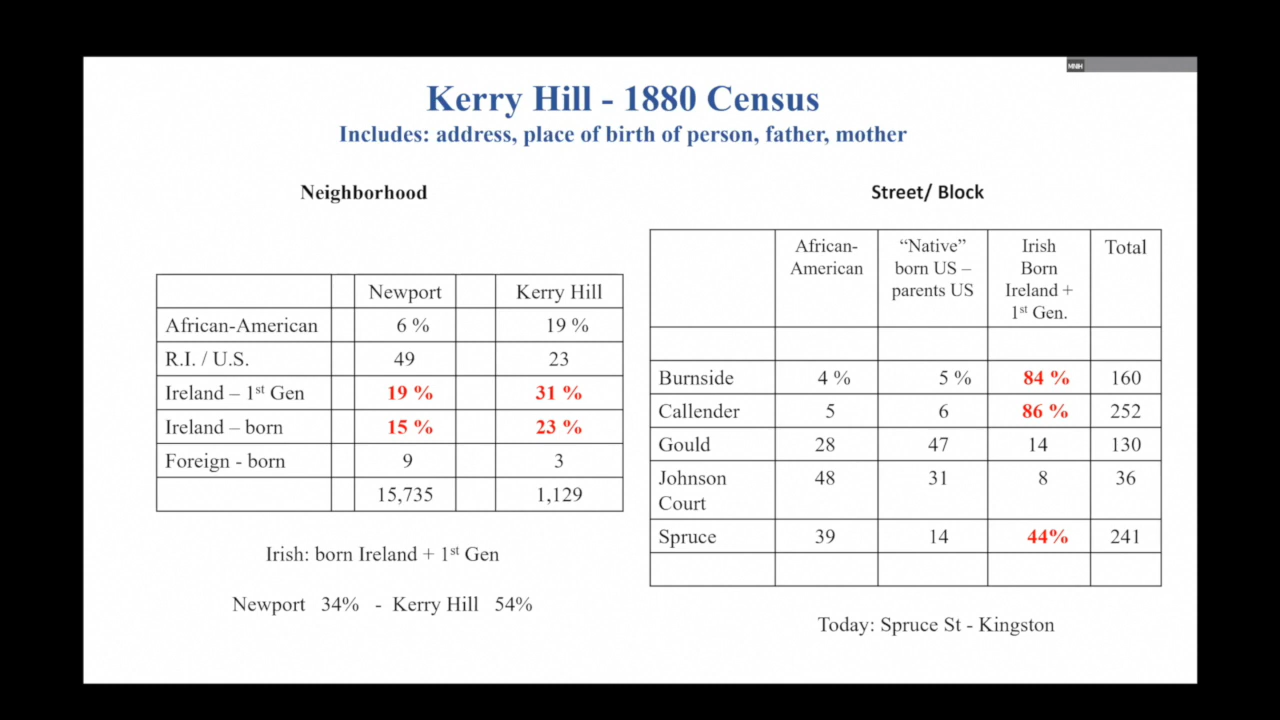 MNIH
Kerry Hill - 1880 Census
Includes: address, place of birth of person, father, mother
Neighborhood
Newport Kerry Hill
African-American 6 % 19 %
R.I. / U.S. 49 23
Ireland – 1st Gen 19 % 31 %
Ireland – born 15 % 23 %
Foreign - born 9 3
15,735 1,129
Irish: born Ireland + 1st Gen
Newport 34% - Kerry Hill 54%
Street/ Block
African-
American
“Native”
born US –
parents US
Irish
Born
Ireland +
1st Gen.
Total
Burnside 4 % 5 % 84 % 160
Callender 5 6 86 % 252
Gould 28 47 14 130
Johnson
Court
48 31 8 36
Spruce 39 14 44% 241
Today: Spruce St - Kingston